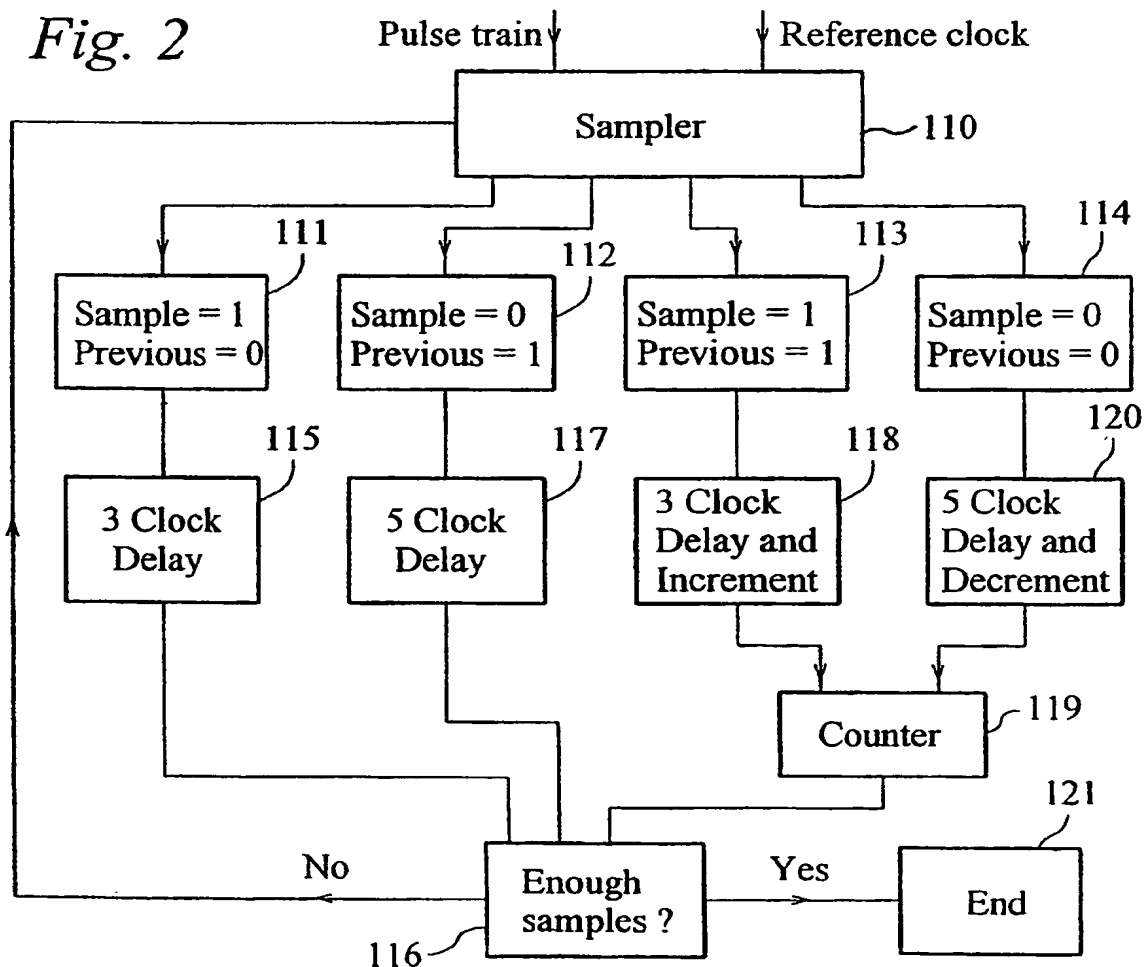 Fig. 2
Pulse train
Reference clock
Sampler
110
111
112
113
114
Sample = 1
Previous = 0
Sample = 0
Previous = 1
Sample = 1
Previous = 1
Sample = 0
Previous = 0
115
117
118
120
3 Clock
Delay
5 Clock
Delay
3 Clock
Delay and
Increment
5 Clock
Delay and
Decrement
Counter
119
121
No
Enough
samples ?
Yes
End
116